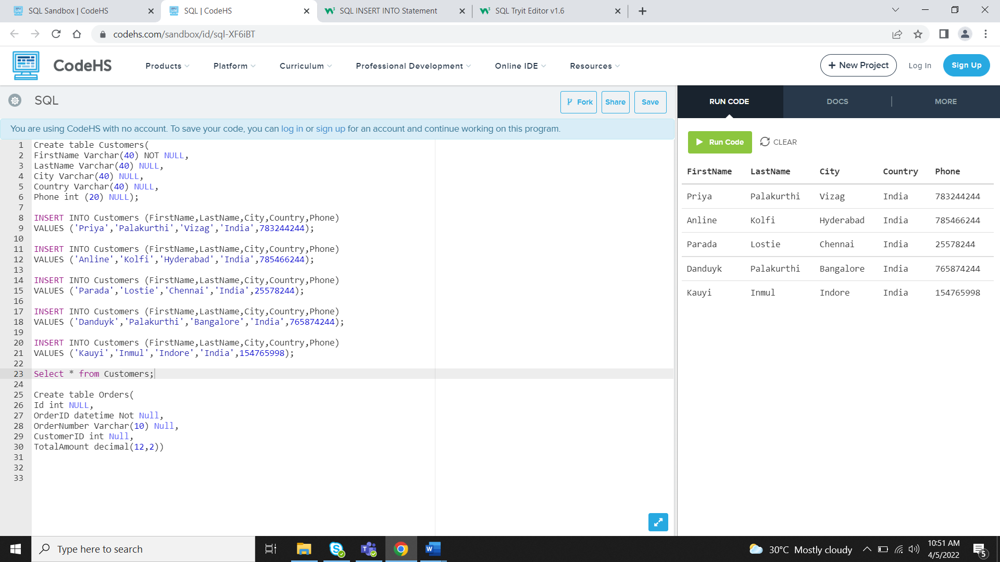 SQL Sandbox | CodeHS
SQL | CodeHS
SQL INSERT INTO Statement
SQL Tryit Editor v1.6
codehs.com/sandbox/id/sql-XF6iBT
CodeHS
Products
Platform
Curriculum
Professional Development
Online IDE
Resources
+ New Project
Log In
Sign Up
SQL
Fork
Share
Save
RUN CODE
DOCS
MORE
You are using CodeHS with no account. To save your code, you can log in or sign up for an account and continue working on this program.
1 Create table Customers(
2 FirstName Varchar(40) NOT NULL,
3 LastName Varchar(40) NULL,
4 City Varchar(40) NULL,
5 Country Varchar(40) NULL,
6 Phone int (20) NULL);
7
8 INSERT INTO Customers (FirstName,LastName,City,Country,Phone)
9 VALUES ('Priya','Palakurthi','Vizag','India',783244244);
10
11 INSERT INTO Customers (FirstName,LastName,City,Country,Phone)
12 VALUES ('Anline','Kolfi','Hyderabad','India',785466244);
13
14 INSERT INTO Customers (FirstName,LastName,City,Country,Phone)
15 VALUES ('Parada','Lostie','Chennai','India',25578244);
16
17 INSERT INTO Customers (FirstName,LastName,City,Country,Phone)
18 VALUES ('Danduyk','Palakurthi','Bangalore','India',765874244);
19
20 INSERT INTO Customers (FirstName,LastName,City,Country,Phone)
21 VALUES ('Kauyi','Inmul','Indore','India',154765998);
22
23 Select * from Customers;
24
25 Create table Orders(
26 Id int NULL,
27 OrderID datetime Not Null,
28 OrderNumber Varchar(10) Null,
29 CustomerID int Null,
30 TotalAmount decimal(12,2))
31
32
33
Run Code
CLEAR
FirstName LastName City Country Phone
Priya Palakurthi Vizag India 783244244
Anline Kolfi Hyderabad India 785466244
Parada Lostie Chennai India 25578244
Danduyk Palakurthi Bangalore India 765874244
Kauyi Inmul Indore India 154765998
Type here to search
30°C Mostly cloudy
10:51 AM
4/5/2022
5